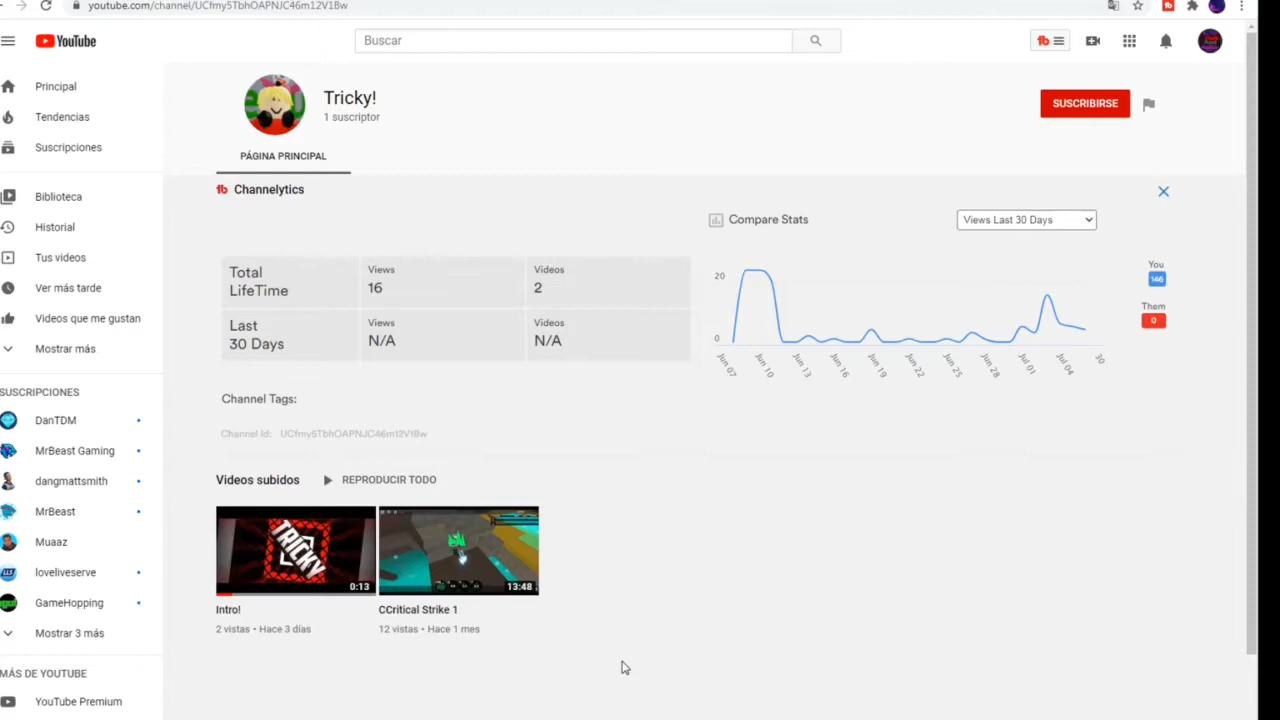 youtube.com/channel/UCfmy5TbhOAPNJC46m12V1Bw
YouTube
Buscar
Principal
Tendencias
Suscripciones
Biblioteca
Historial
Tus videos
Ver más tarde
Videos que me gustan
Mostrar más
SUSCRIPCIONES
DanTDM
MrBeast Gaming
dangmattsmith
MrBeast
Muaaz
loveliveserve
GameHopping
Mostrar 3 más
MÁS DE YOUTUBE
YouTube Premium
Tricky!
1 suscriptor
SUSCRIBIRSE
PÁGINA PRINCIPAL
Channelytics
Compare Stats
Views Last 30 Days
Total LifeTime
Views
16
Videos
2
Last 30 Days
Views
N/A
Videos
N/A
20
0
Jun 07
Jun 10
Jun 13
Jun 16
Jun 19
Jun 22
Jun 25
Jun 28
Jul 01
Jul 04
30
You
146
Them
0
Channel Tags:
Channel Id: UCfmy5TbhOAPNJC46m12V1Bw
Videos subidos REPRODUCIR TODO
TRICKY
0:13
13:48
Intro!
2 vistas • Hace 3 días
CCritical Strike 1
12 vistas • Hace 1 mes